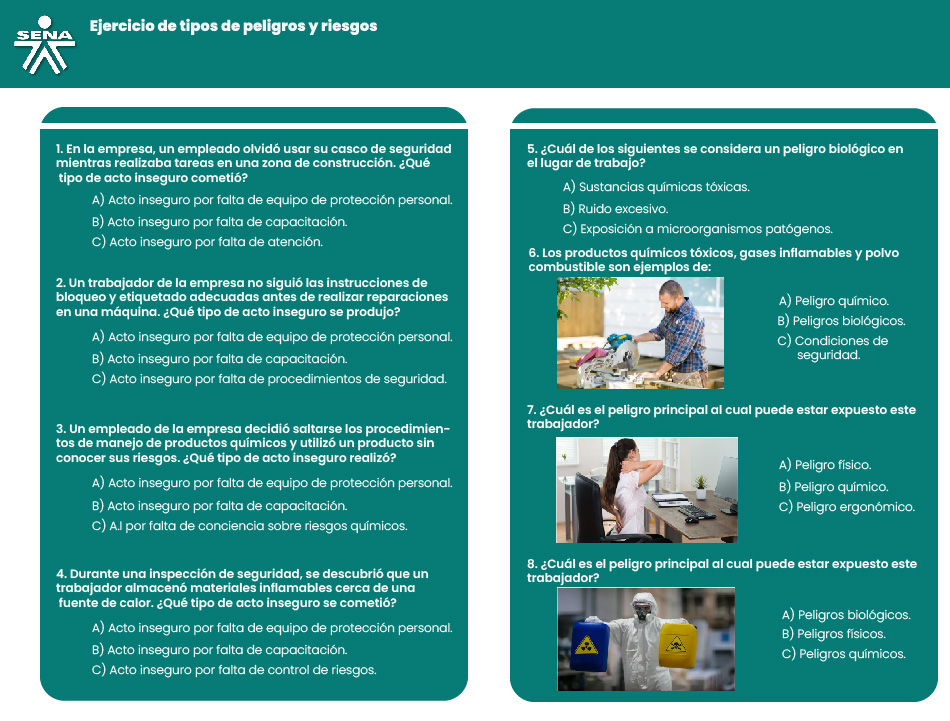 SENA
Ejercicio de tipos de peligros y riesgos
1. En la empresa, un empleado olvidó usar su casco de seguridad
mientras realizaba tareas en una zona de construcción. ¿Qué
tipo de acto inseguro cometió?
A) Acto inseguro por falta de equipo de protección personal.
B) Acto inseguro por falta de capacitación.
C) Acto inseguro por falta de atención.
2. Un trabajador de la empresa no siguió las instrucciones de
bloqueo y etiquetado adecuadas antes de realizar reparaciones
en una máquina. ¿Qué tipo de acto inseguro se produjo?
A) Acto inseguro por falta de equipo de protección personal.
B) Acto inseguro por falta de capacitación.
C) Acto inseguro por falta de procedimientos de seguridad.
3. Un empleado de la empresa decidió saltarse los procedimien-
tos de manejo de productos químicos y utilizó un producto sin
conocer sus riesgos. ¿Qué tipo de acto inseguro realizó?
A) Acto inseguro por falta de equipo de protección personal.
B) Acto inseguro por falta de capacitación.
C) A.I por falta de conciencia sobre riesgos químicos.
4. Durante una inspección de seguridad, se descubrió que un
trabajador almacenó materiales inflamables cerca de una
fuente de calor. ¿Qué tipo de acto inseguro se cometió?
A) Acto inseguro por falta de equipo de protección personal.
B) Acto inseguro por falta de capacitación.
C) Acto inseguro por falta de control de riesgos.
5. ¿Cuál de los siguientes se considera un peligro biológico en
el lugar de trabajo?
A) Sustancias químicas tóxicas.
B) Ruido excesivo.
C) Exposición a microorganismos patógenos.
6. Los productos químicos tóxicos, gases inflamables y polvo
combustible son ejemplos de:
A) Peligro químico.
B) Peligros biológicos.
C) Condiciones de
seguridad.
7. ¿Cuál es el peligro principal al cual puede estar expuesto este
trabajador?
A) Peligro físico.
B) Peligro químico.
C) Peligro ergonómico.
8. ¿Cuál es el peligro principal al cual puede estar expuesto este
trabajador?
A) Peligros biológicos.
B) Peligros físicos.
C) Peligros químicos.